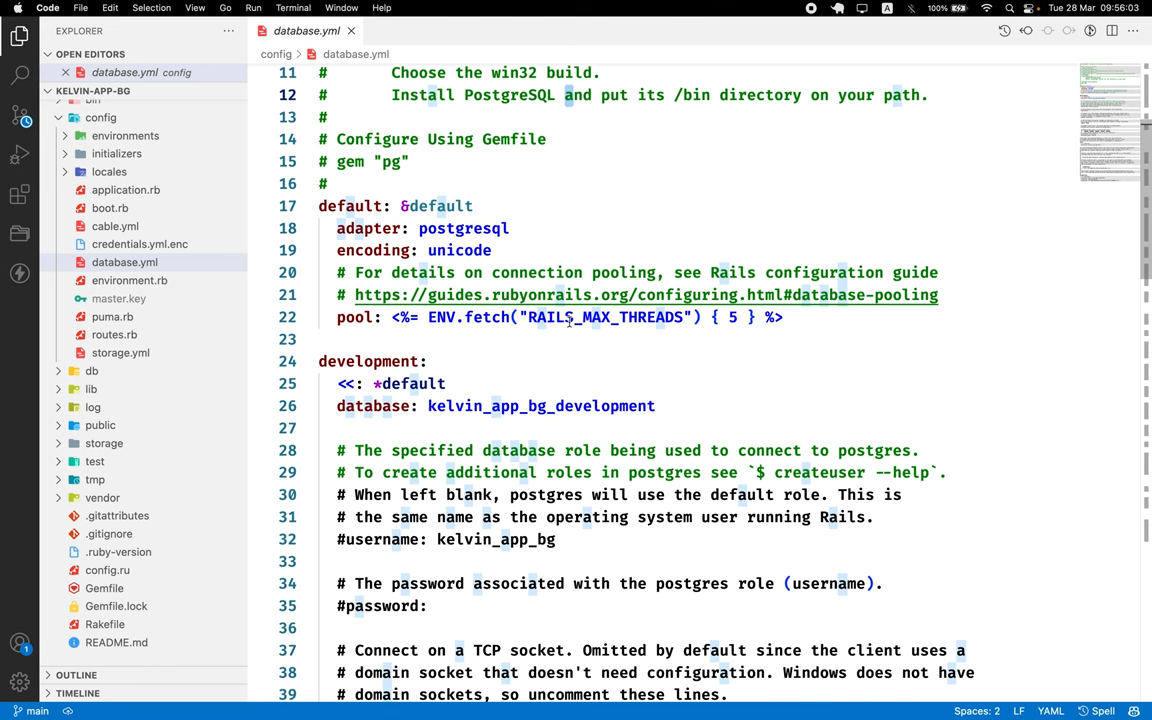 Code File Edit Selection View Go Run Terminal Window Help
A 100% Tue 28 Mar 09:56:03
EXPLORER
database.yml
OPEN EDITORS
config > database.yml
database.yml config
KELVIN-APP-BG
bin
config
environments
initializers
locales
application.rb
boot.rb
cable.yml
credentials.yml.enc
database.yml
environment.rb
master.key
puma.rb
routes.rb
storage.yml
db
lib
log
public
storage
test
tmp
vendor
.gitattributes
.gitignore
.ruby-version
config.ru
Gemfile
Gemfile.lock
Rakefile
README.md
OUTLINE
TIMELINE
11 # Choose the win32 build.
12 # Install PostgreSQL and put its /bin directory on your path.
13 #
14 # Configure Using Gemfile
15 # gem "pg"
16 #
17 default: &default
18 adapter: postgresql
19 encoding: unicode
20 # For details on connection pooling, see Rails configuration guide
21 # https://guides.rubyonrails.org/configuring.html#database-pooling
22 pool: <%= ENV.fetch("RAILS_MAX_THREADS") { 5 } %>
23
24 development:
25 <<: *default
26 database: kelvin_app_bg_development
27
28 # The specified database role being used to connect to postgres.
29 # To create additional roles in postgres see `$ createuser --help`.
30 # When left blank, postgres will use the default role. This is
31 # the same name as the operating system user running Rails.
32 #username: kelvin_app_bg
33
34 # The password associated with the postgres role (username).
35 #password:
36
37 # Connect on a TCP socket. Omitted by default since the client uses a
38 # domain socket that doesn't need configuration. Windows does not have
39 # domain sockets, so uncomment these lines.
1
main
Spaces: 2 LF YAML Spell